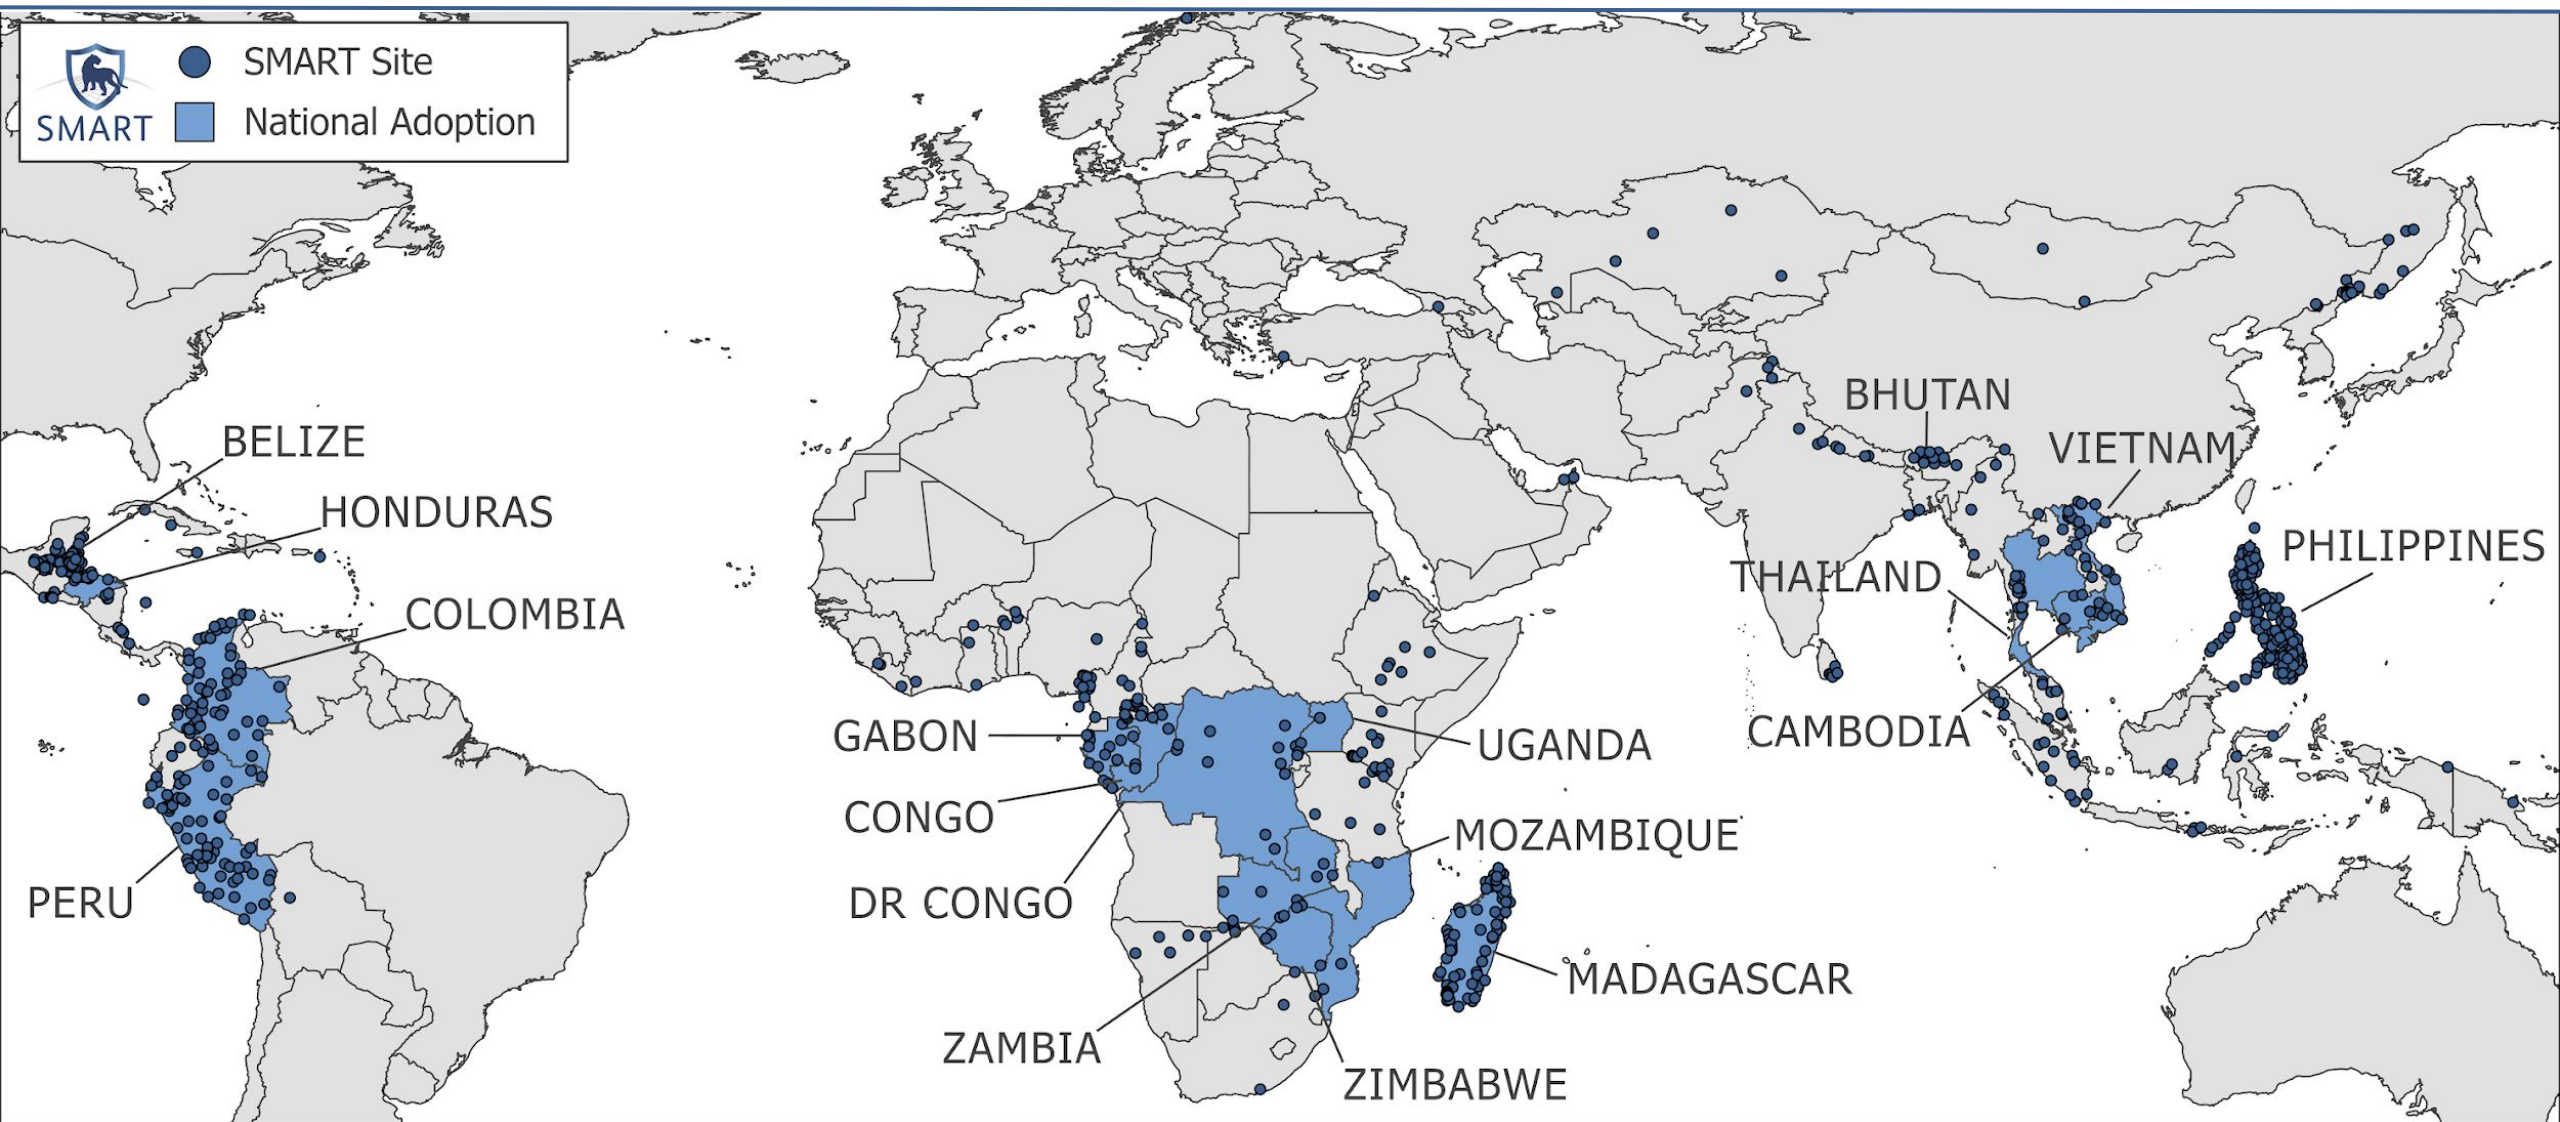 SMART Site
SMART
National Adoption
BELIZE
HONDURAS
COLOMBIA
PERU
GABON
CONGO
DR CONGO
ZAMBIA
ZIMBABWE
UGANDA
MOZAMBIQUE
MADAGASCAR
BHUTAN
VIETNAM
THAILAND
PHILIPPINES
CAMBODIA